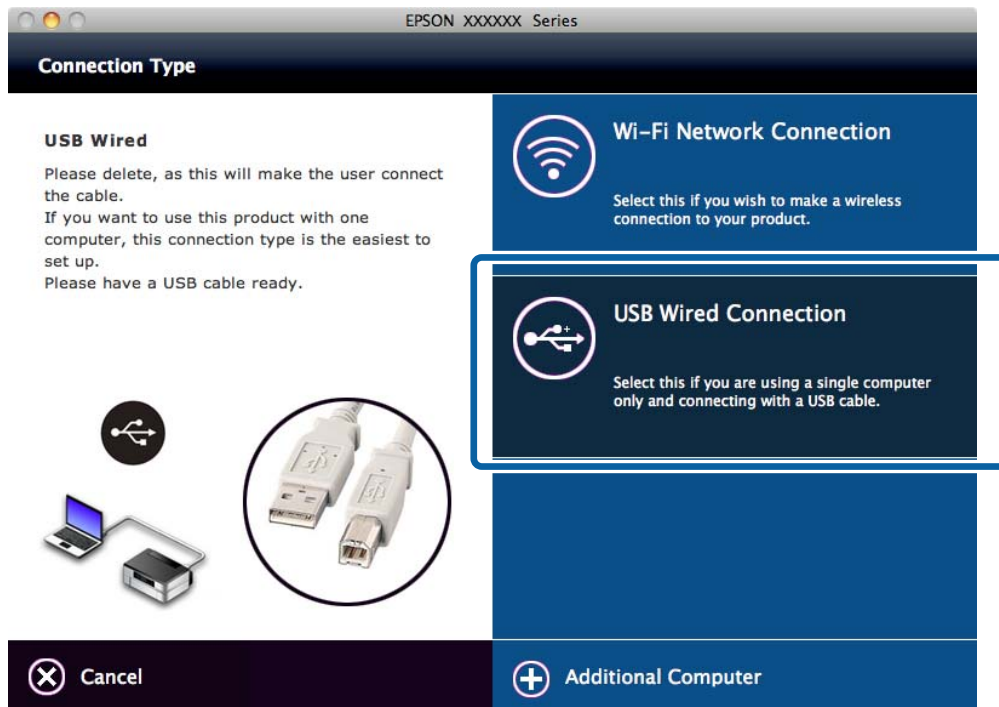 EPSON XXXXXX Series
Connection Type
USB Wired
Please delete, as this will make the user connect
the cable.
If you want to use this product with one
computer, this connection type is the easiest to
set up.
Please have a USB cable ready.
Wi-Fi Network Connection
Select this if you wish to make a wireless
connection to your product.
USB Wired Connection
Select this if you are using a single computer
only and connecting with a USB cable.
Cancel
Additional Computer